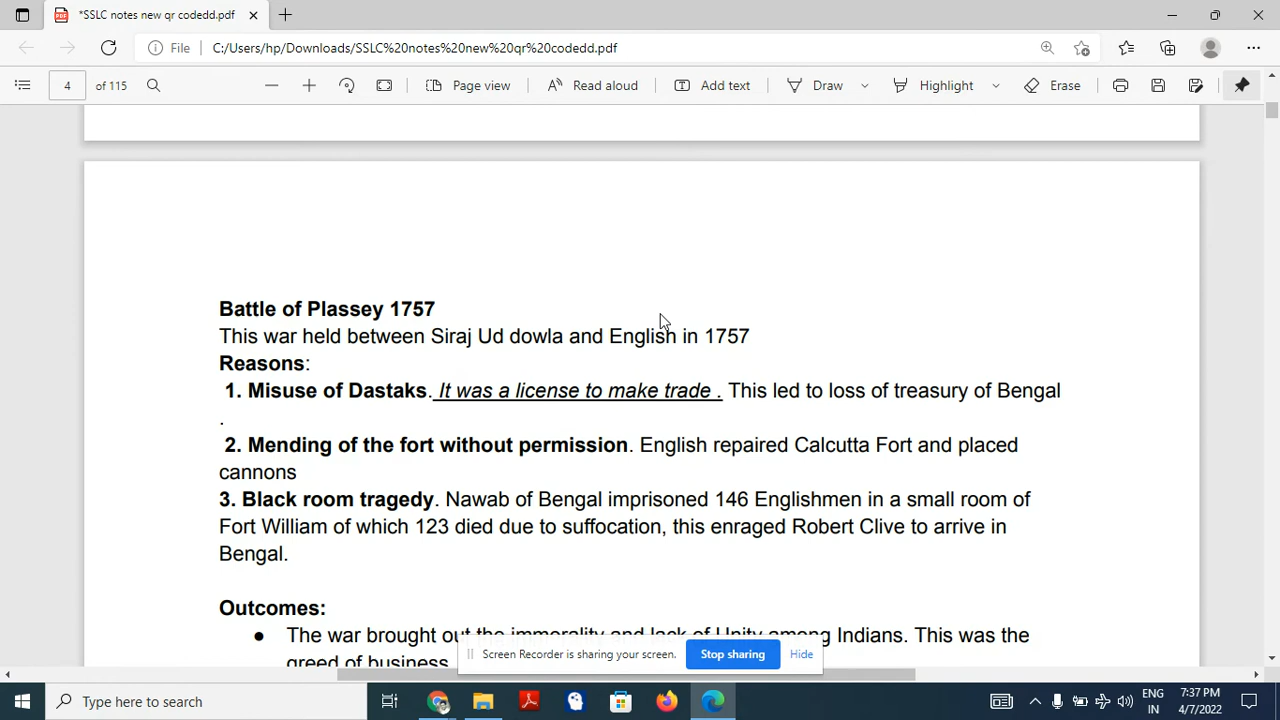 *SSLC notes new qr codedd.pdf
File C:/Users/hp/Downloads/SSLC%20notes%20new%20qr%20codedd.pdf
4 of 115 Page view Read aloud Add text Draw Highlight Erase
Battle of Plassey 1757
This war held between Siraj Ud dowla and English in 1757
Reasons:
1. Misuse of Dastaks. It was a license to make trade . This led to loss of treasury of Bengal
.
2. Mending of the fort without permission. English repaired Calcutta Fort and placed
cannons
3. Black room tragedy. Nawab of Bengal imprisoned 146 Englishmen in a small room of
Fort William of which 123 died due to suffocation, this enraged Robert Clive to arrive in
Bengal.
Outcomes:
● The war brought out the immorality and lack of Unity among Indians. This was the
greed of business
Screen Recorder is sharing your screen. Stop sharing Hide
Type here to search
ENG
IN
7:37 PM
4/7/2022